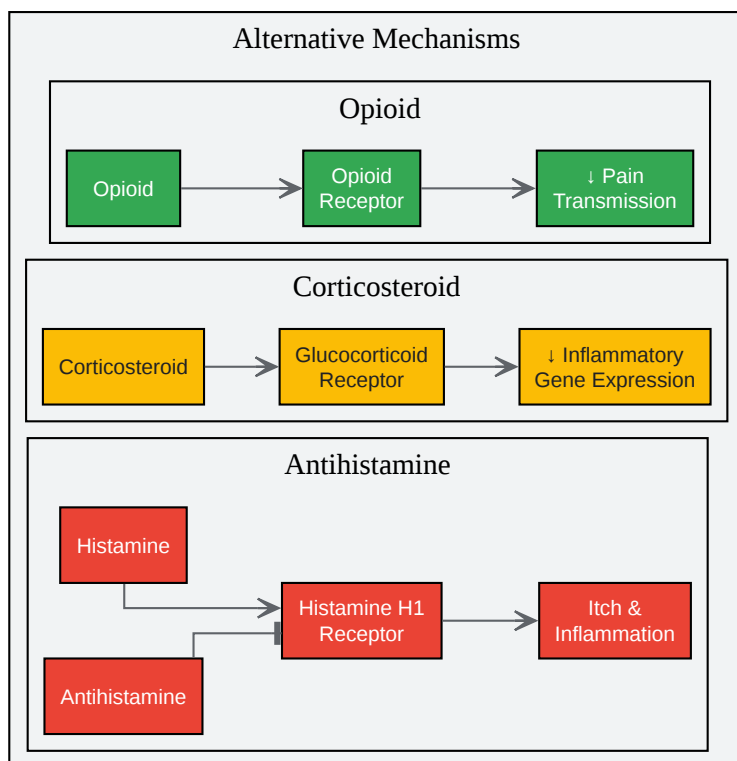 Alternative Mechanisms
Opioid
Opioid
Opioid
Receptor
↓ Pain
Transmission
Corticosteroid
Corticosteroid
Glucocorticoid
Receptor
↓ Inflammatory
Gene Expression
Antihistamine
Histamine
Histamine H1
Receptor
Itch &
Inflammation
Antihistamine